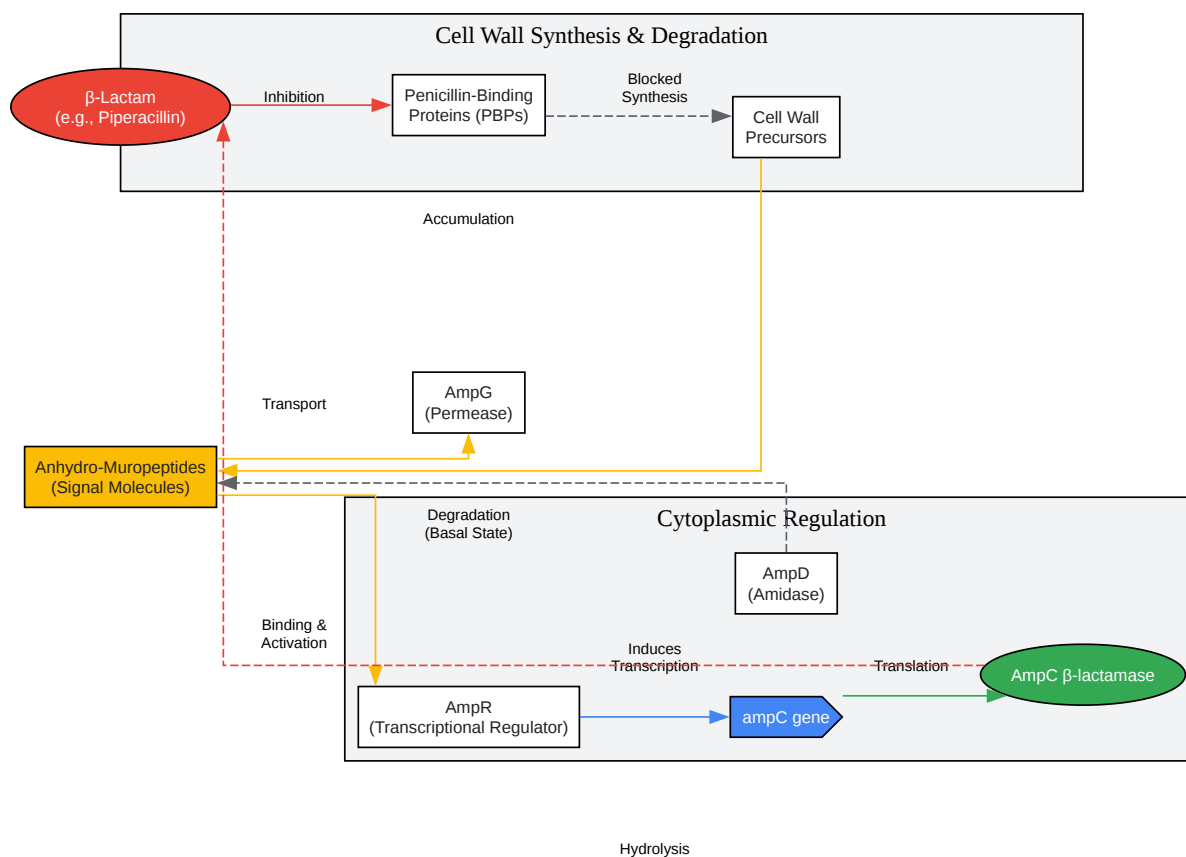 Cell Wall Synthesis & Degradation
β-Lactam
(e.g., Piperacillin)
Inhibition
Penicillin-Binding
Proteins (PBPs)
Blocked
Synthesis
Cell Wall
Precursors
Accumulation
Transport
AmpG
(Permease)
Anhydro-Muropeptides
(Signal Molecules)
Degradation
(Basal State)
Cytoplasmic Regulation
AmpD
(Amidase)
Binding &
Activation
Induces
Transcription
Translation
AmpC β-lactamase
AmpR
(Transcriptional Regulator)
ampC gene
Hydrolysis